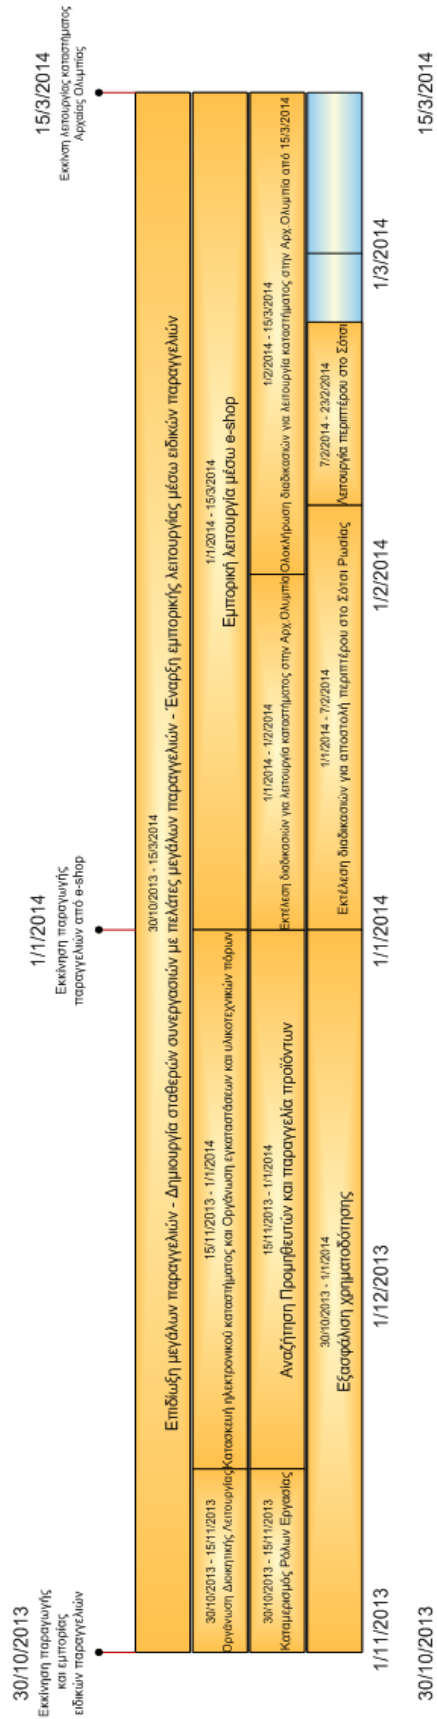 30/10/2013
Εκκίνηση παραγωγής
και εμπορίας
ειδικών παραγγελιών
1/1/2014
Εκκίνηση παραγωγής
παραγγελιών από e-shop
15/3/2014
Εκκίνση λειτουργίας καταστήματος
Αρχαίας Ολυμπίας
30/10/2013 - 15/3/2014
Επιδίωξη μεγάλων παραγγελιών - Δημιουργία σταθερών συνεργασιών με πελάτες μεγάλων παραγγελιών - Έναρξη εμπορικής λειτουργίας μέσω ειδικών παραγγελιών
30/10/2013 - 15/11/2013
Οργάνωση Διοικητικής Λειτουργίας
15/11/2013 - 1/1/2014
Κατασκευή ηλεκτρονικού καταστήματος και Οργάνωση εγκαταστάσεων και υλικοτεχνικών πόρων
1/1/2014 - 15/3/2014
Εμπορική λειτουργία μέσω e-shop
30/10/2013 - 15/11/2013
Καταμερισμός Ρόλων Εργασίας
15/11/2013 - 1/1/2014
Αναζήτηση Προμηθευτών και παραγγελία προϊόντων
1/1/2014 - 1/2/2014
Εκτέλεση διαδικασιών για λειτουργία καταστήματος στην Αρχ.Ολυμπία
1/2/2014 - 15/3/2014
Ολοκλήρωση διαδικασιών για λειτουργία καταστήματος στην Αρχ.Ολυμπία από 15/3/2014
30/10/2013 - 1/1/2014
Εξασφάλιση χρηματοδότησης
1/1/2014 - 7/2/2014
Εκτέλεση διαδικασιών για αποστολή περιπτέρου στο Σότσι Ρωσίας
7/2/2014 - 23/2/2014
Λειτουργία περιπτέρου στο Σότσι
1/11/2013
1/12/2013
1/1/2014
1/2/2014
1/3/2014
30/10/2013
15/3/2014